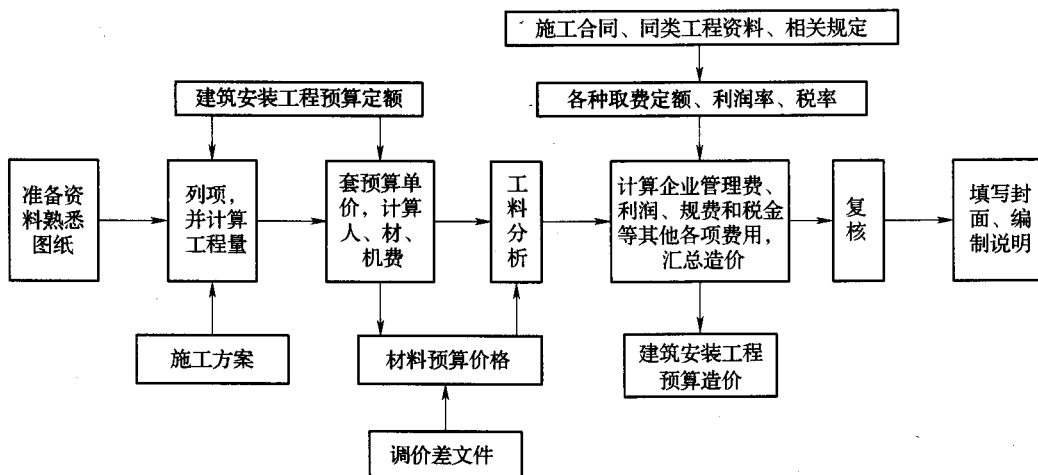 施工合同、同类工程资料、相关规定
建筑安装工程预算定额
各种取费定额、利润率、税率
准备资
料熟悉
图纸
列项，
并计算
工程量
套预算单
价，计算
人、材、
机费
工
料
分
析
计算企业管理费、
利润、规费和税金
等其他各项费用，
汇总造价
复
核
填写封
面、编
制说明
施工方案
材料预算价格
建筑安装工程
预算造价
调价差文件